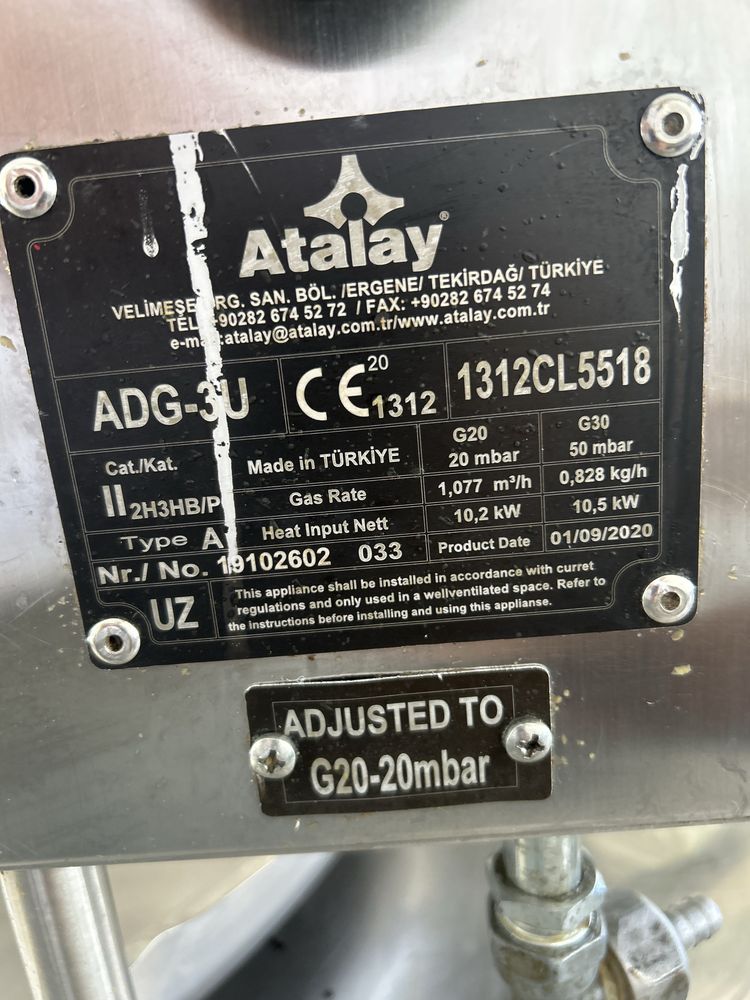 Atalay®
VELİMEŞE ORG. SAN. BÖL. /ERGENE/ TEKİRDAĞ/ TÜRKİYE
TEL: +90282 674 52 72 / FAX: +90282 674 52 74
e-mail:atalay@atalay.com.tr/www.atalay.com.tr
ADG-3U
CE 20
1312
1312CL5518
Cat./Kat.
II2H3HB/P
Made in TÜRKİYE
G20
20 mbar
G30
50 mbar
Gas Rate
1,077 m³/h
0,828 kg/h
Type A
Heat Input Nett
10,2 kW
10,5 kW
Nr./ No. 19102602 033
Product Date
01/09/2020
UZ
This appliance shall be installed in accordance with curret
regulations and only used in a wellventilated space. Refer to
the instructions before installing and using this applianse.
ADJUSTED TO
G20-20mbar